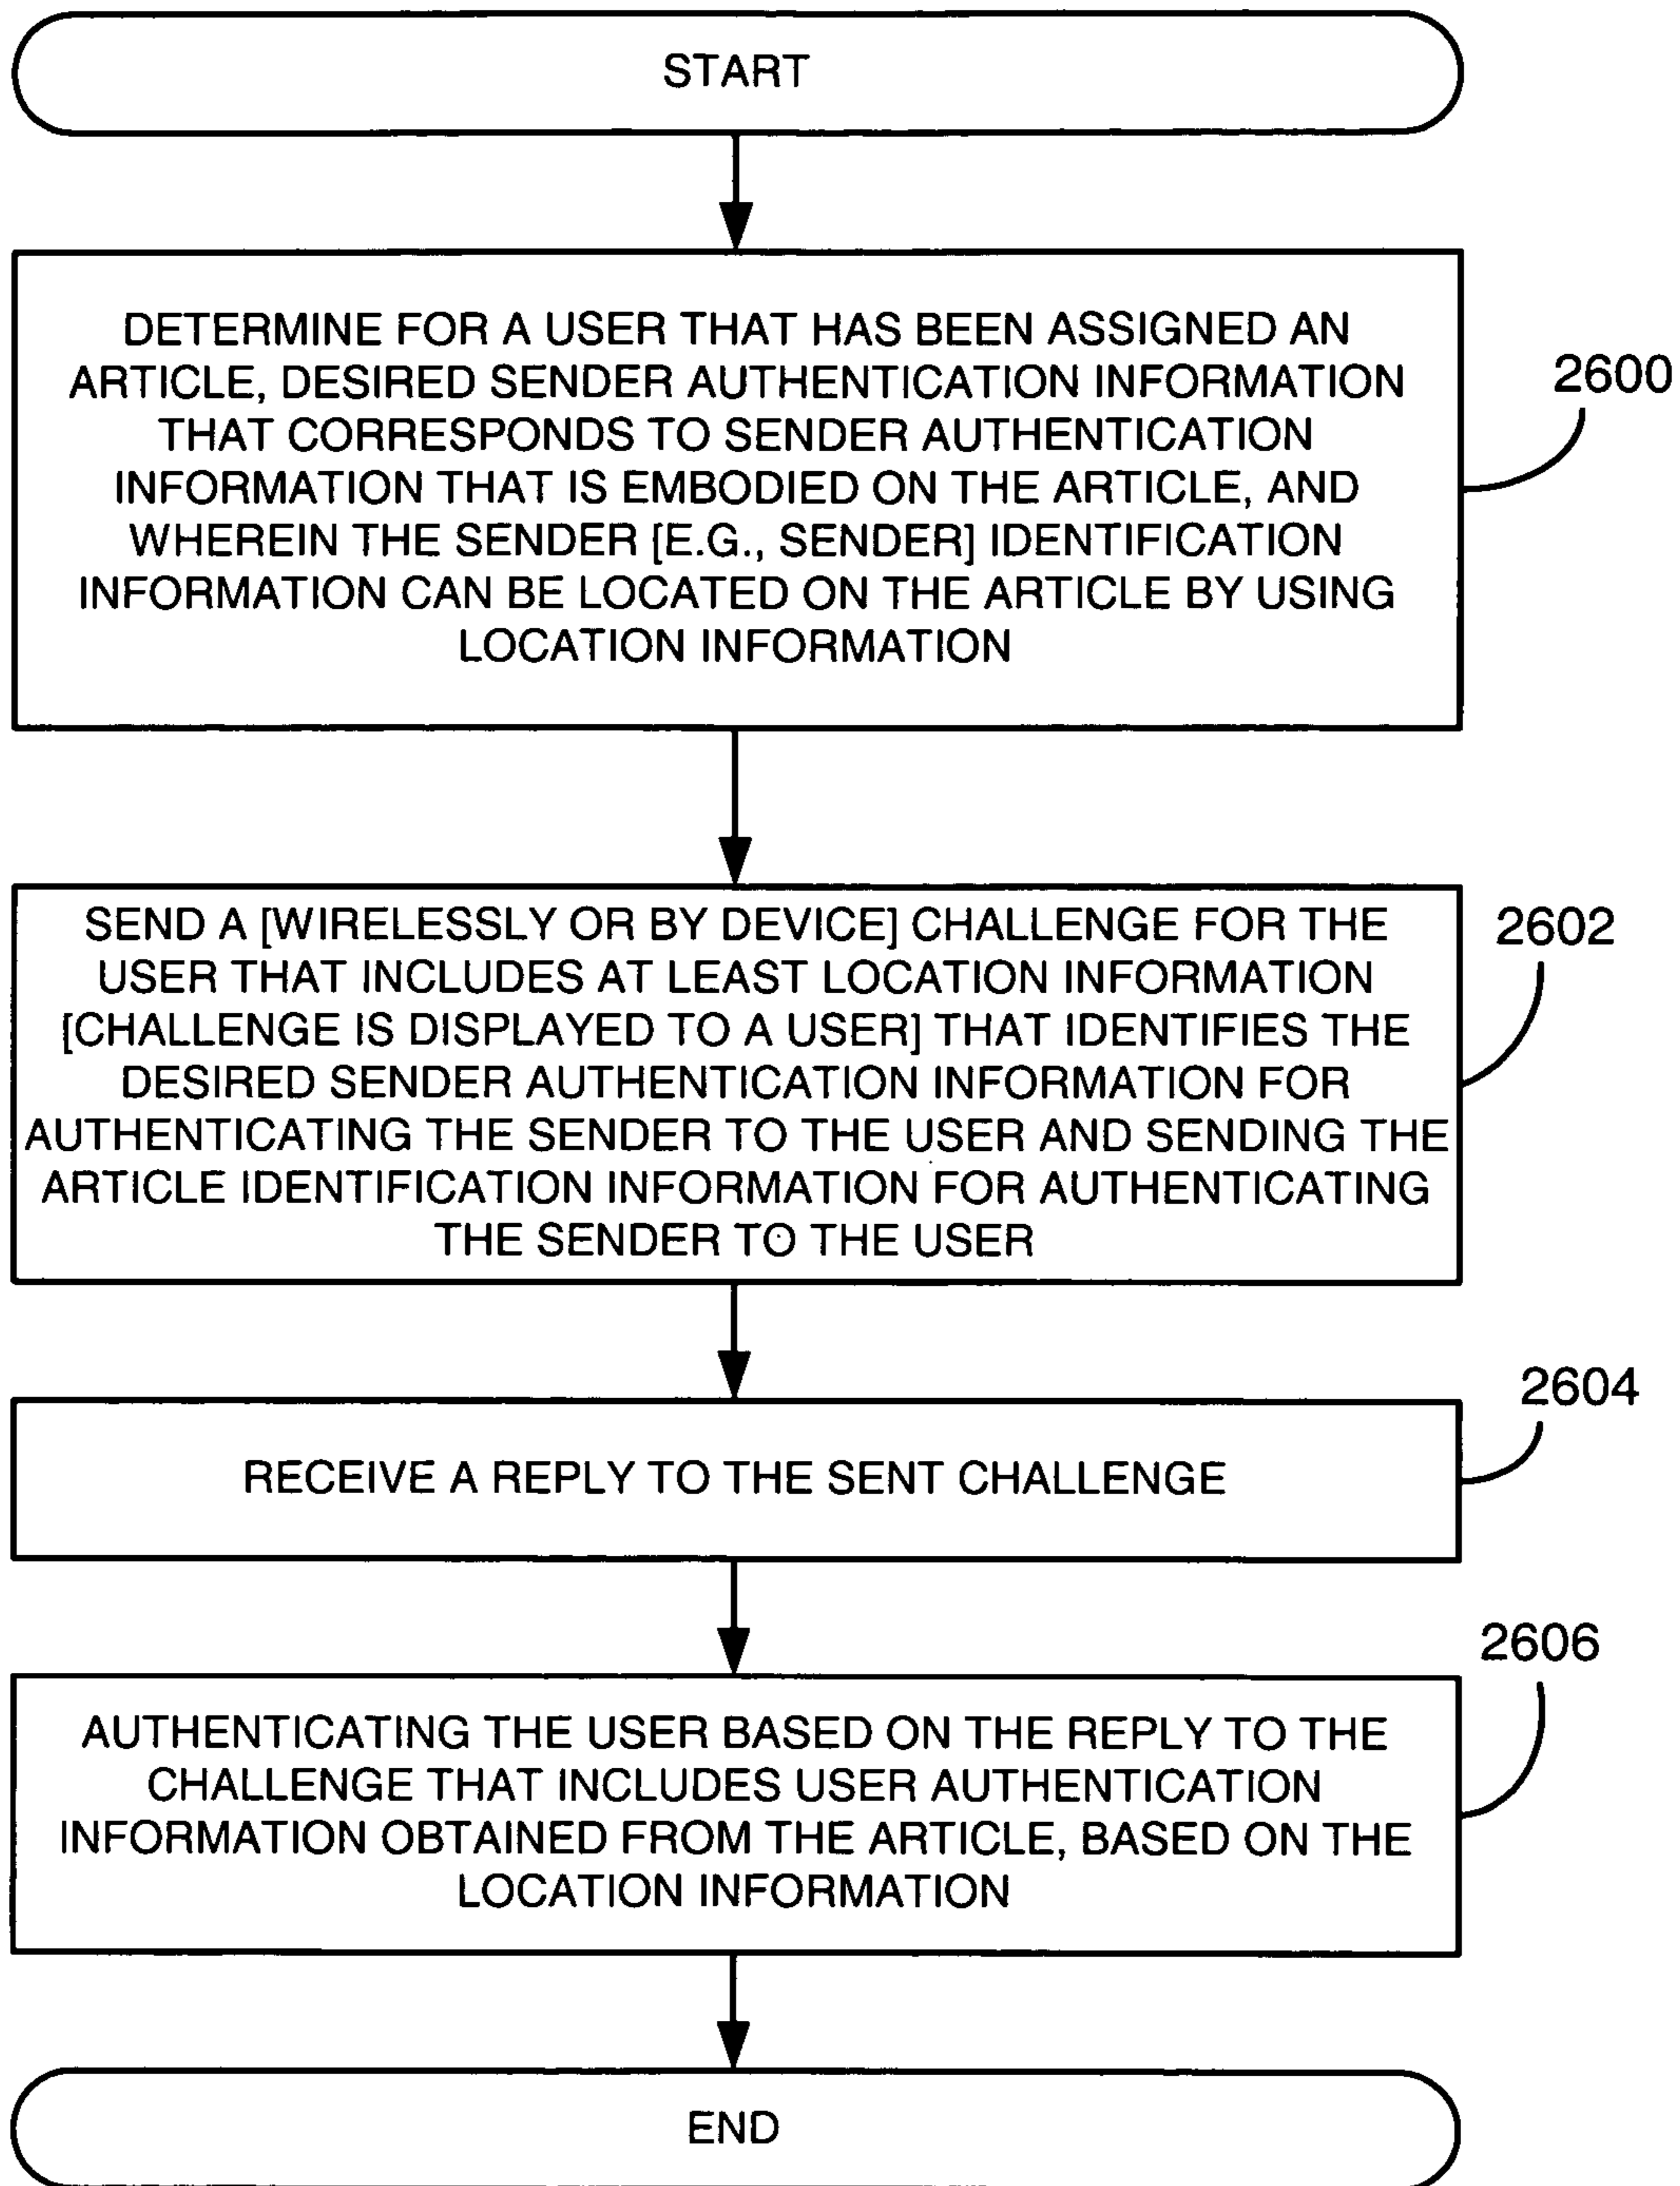 START
DETERMINE FOR A USER THAT HAS BEEN ASSIGNED AN
ARTICLE, DESIRED SENDER AUTHENTICATION INFORMATION
THAT CORRESPONDS TO SENDER AUTHENTICATION
INFORMATION THAT IS EMBODIED ON THE ARTICLE, AND
WHEREIN THE SENDER [E.G., SENDER] IDENTIFICATION
INFORMATION CAN BE LOCATED ON THE ARTICLE BY USING
LOCATION INFORMATION
2600
SEND A [WIRELESSLY OR BY DEVICE] CHALLENGE FOR THE
USER THAT INCLUDES AT LEAST LOCATION INFORMATION
[CHALLENGE IS DISPLAYED TO A USER] THAT IDENTIFIES THE
DESIRED SENDER AUTHENTICATION INFORMATION FOR
AUTHENTICATING THE SENDER TO THE USER AND SENDING THE
ARTICLE IDENTIFICATION INFORMATION FOR AUTHENTICATING
THE SENDER TO THE USER
2602
RECEIVE A REPLY TO THE SENT CHALLENGE
2604
AUTHENTICATING THE USER BASED ON THE REPLY TO THE
CHALLENGE THAT INCLUDES USER AUTHENTICATION
INFORMATION OBTAINED FROM THE ARTICLE, BASED ON THE
LOCATION INFORMATION
2606
END